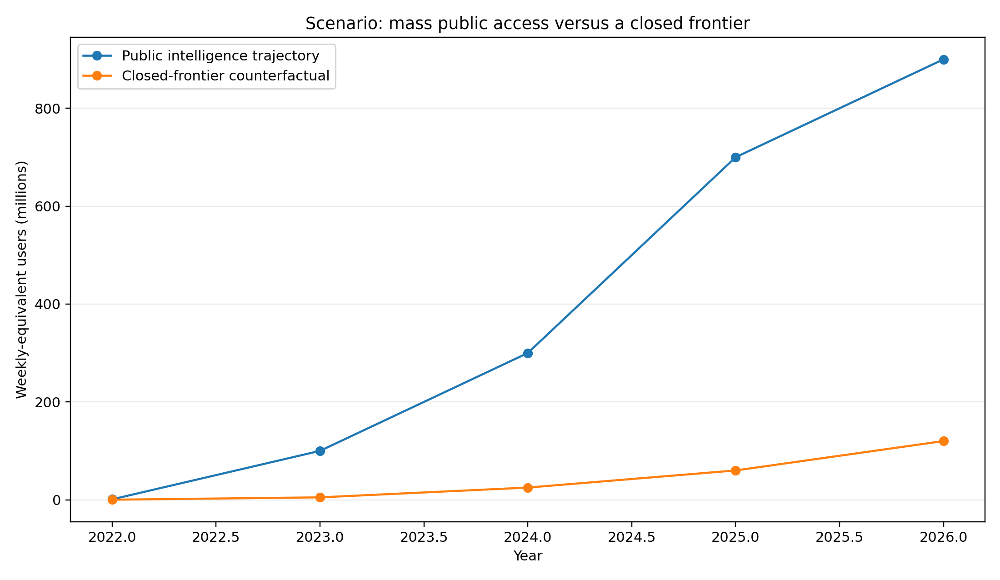 Scenario: mass public access versus a closed frontier
Public intelligence trajectory
Closed-frontier counterfactual
Weekly-equivalent users (millions)
800
600
400
200
0
2022.0 2022.5 2023.0 2023.5 2024.0 2024.5 2025.0 2025.5 2026.0
Year